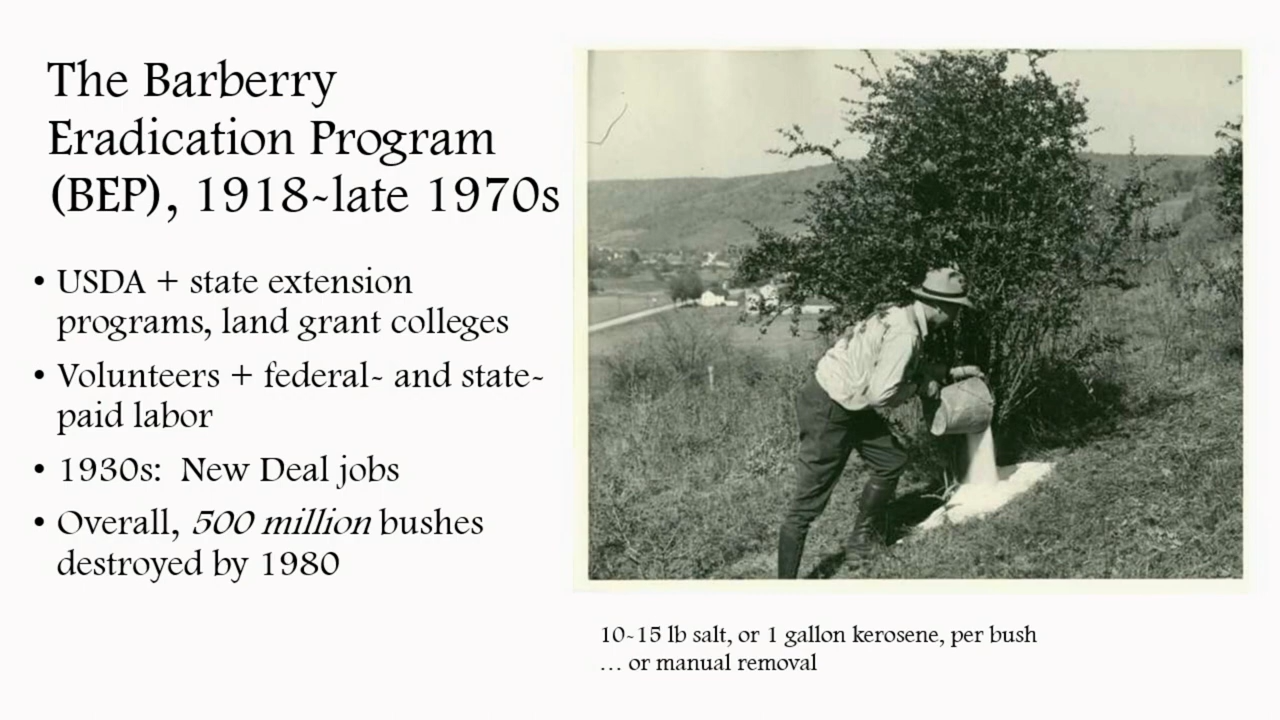 The Barberry
Eradication Program
(BEP), 1918-late 1970s
• USDA + state extension
programs, land grant colleges
• Volunteers + federal- and state-
paid labor
• 1930s:  New Deal jobs
• Overall, 500 million bushes
destroyed by 1980
10-15 lb salt, or 1 gallon kerosene, per bush
… or manual removal